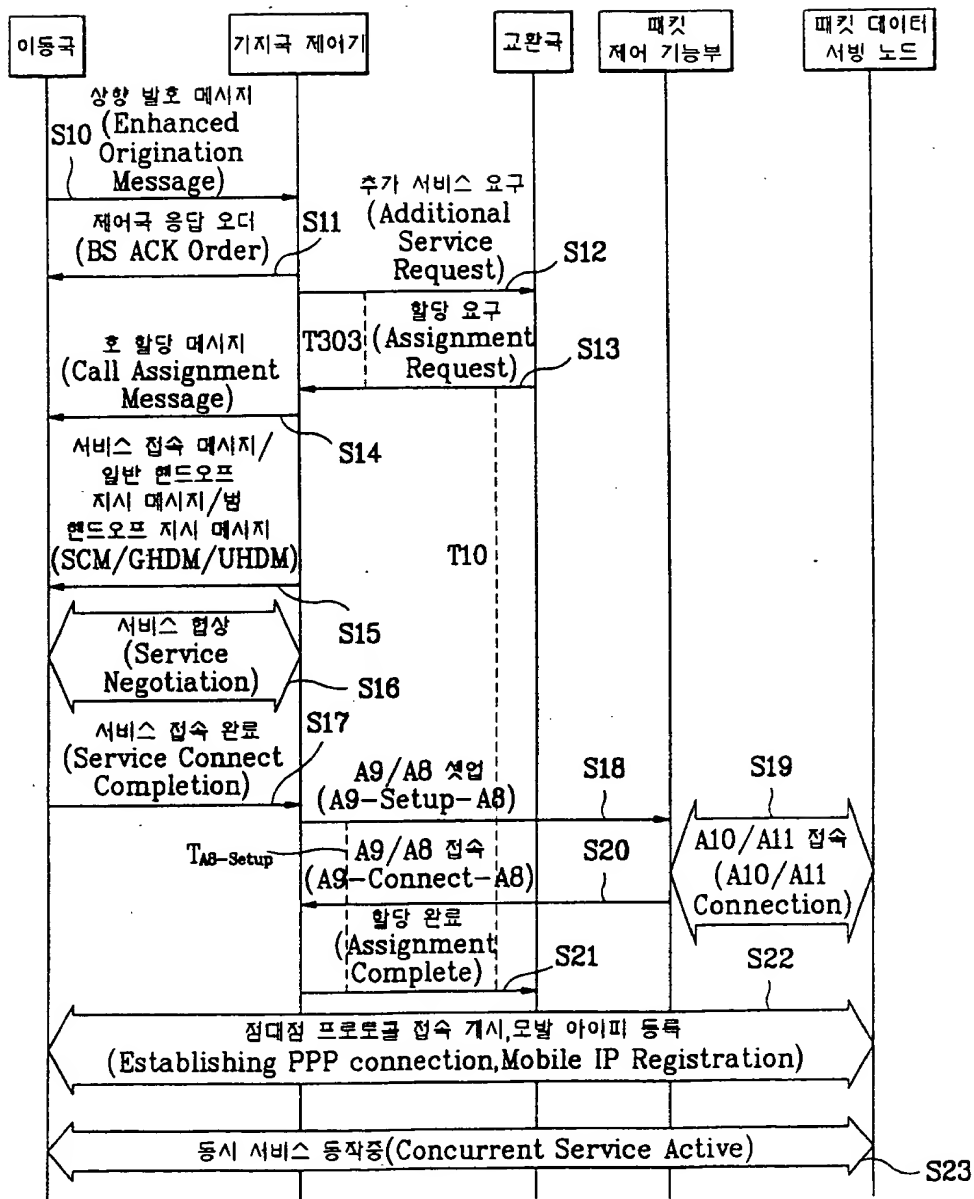 이동국
기지국 제어기
교환국
패킷
제어 기능부
패킷 데이터
서빙 노드
상향 발호 메시지
(Enhanced
Origination
Message)
S10
제어국 응답 오더
(BS ACK Order)
S11
추가 서비스 요구
(Additional
Service
Request)
S12
T303
할당 요구
(Assignment
Request)
S13
호 할당 메시지
(Call Assignment
Message)
S14
서비스 접속 메시지/
일반 핸드오프
지시 메시지/범
핸드오프 지시 메시지
(SCM/GHDM/UHDM)
T10
S15
서비스 협상
(Service
Negotiation)
S16
서비스 접속 완료
(Service Connect
Completion)
S17
A9/A8 셋업
(A9-Setup-A8)
S18
S19
TA8-Setup
A9/A8 접속
(A9-Connect-A8)
S20
A10/A11 접속
(A10/A11
Connection)
할당 완료
(Assignment
Complete)
S21
S22
점대점 프로토콜 접속 개시,모발 아이피 등록
(Establishing PPP connection,Mobile IP Registration)
동시 서비스 동작중(Concurrent Service Active)
S23